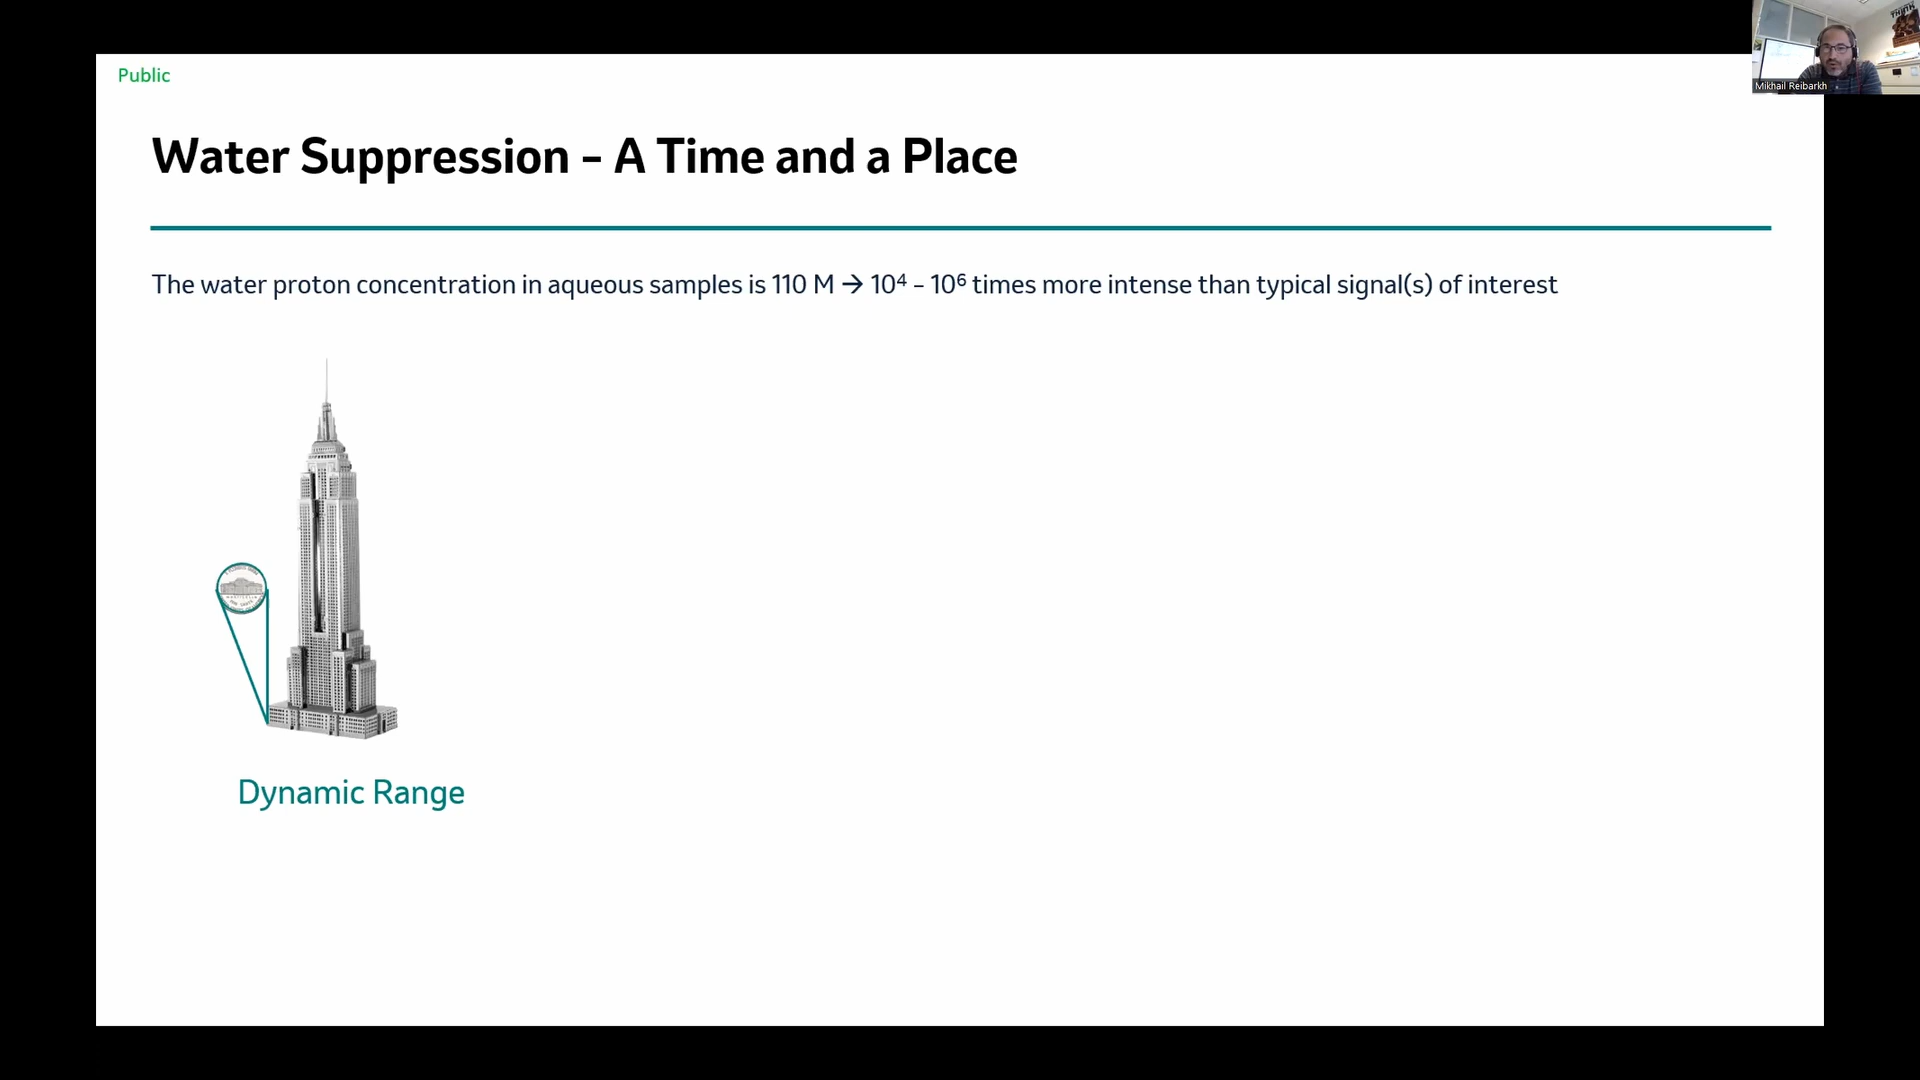 Public
Water Suppression – A Time and a Place
The water proton concentration in aqueous samples is 110 M → 10⁴ – 10⁶ times more intense than typical signal(s) of interest
Dynamic Range
Mikhail Reibarkh
THINK